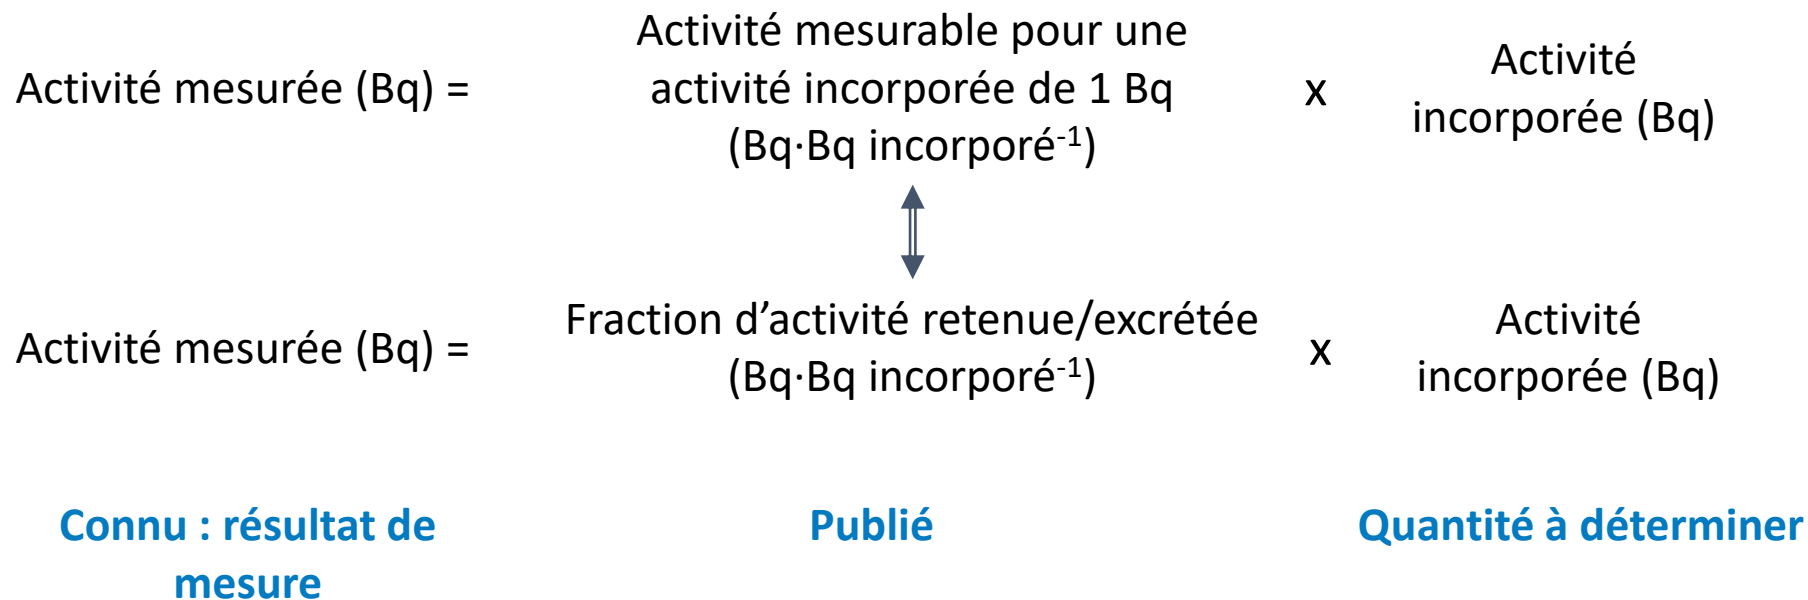 Activité mesurable pour une
Activité mesurée (Bq) = activité incorporée de 1 Bq x Activité
incorporée (Bq)
(Bq·Bq incorporé-1)
Fraction d’activité retenue/excrétée
Activité mesurée (Bq) = (Bq·Bq incorporé-1) x Activité
incorporée (Bq)
Connu : résultat de
mesure
Publié
Quantité à déterminer